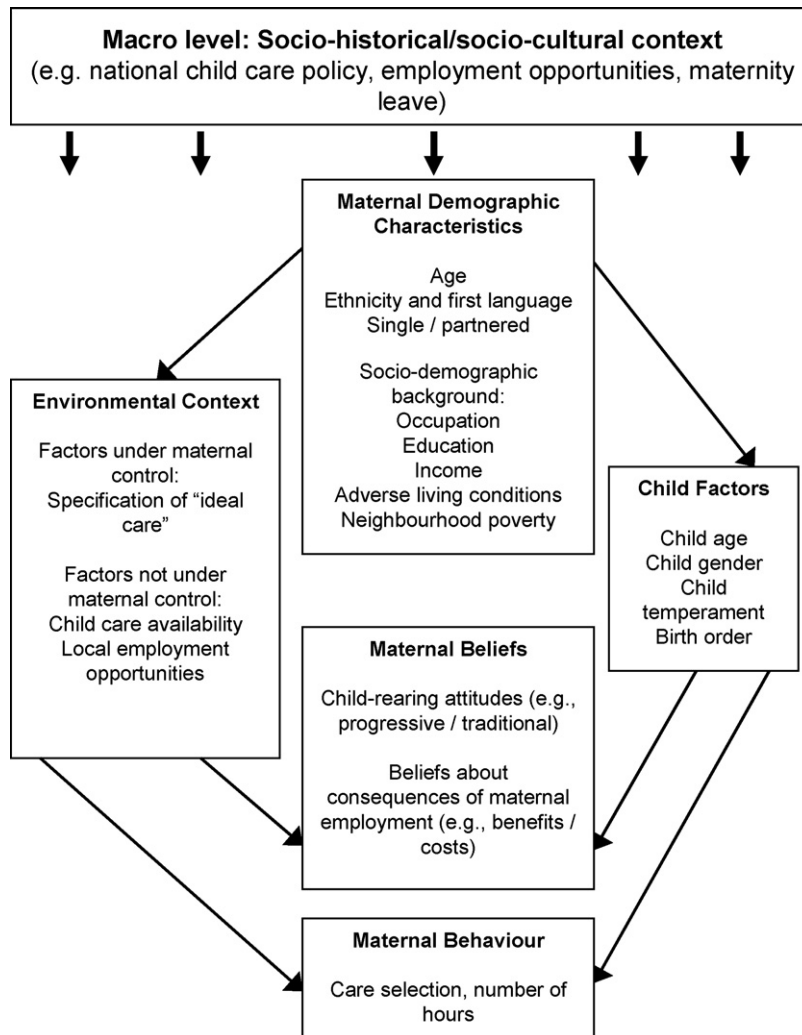 Macro level: Socio-historical/socio-cultural context
(e.g. national child care policy, employment opportunities, maternity
leave)
Maternal Demographic
Characteristics
Age
Ethnicity and first language
Single / partnered
Socio-demographic
background:
Occupation
Education
Income
Adverse living conditions
Neighbourhood poverty
Environmental Context
Factors under maternal
control:
Specification of “ideal
care”
Factors not under
maternal control:
Child care availability
Local employment
opportunities
Child Factors
Child age
Child gender
Child
temperament
Birth order
Maternal Beliefs
Child-rearing attitudes (e.g.,
progressive / traditional)
Beliefs about
consequences of maternal
employment (e.g., benefits /
costs)
Maternal Behaviour
Care selection, number of
hours